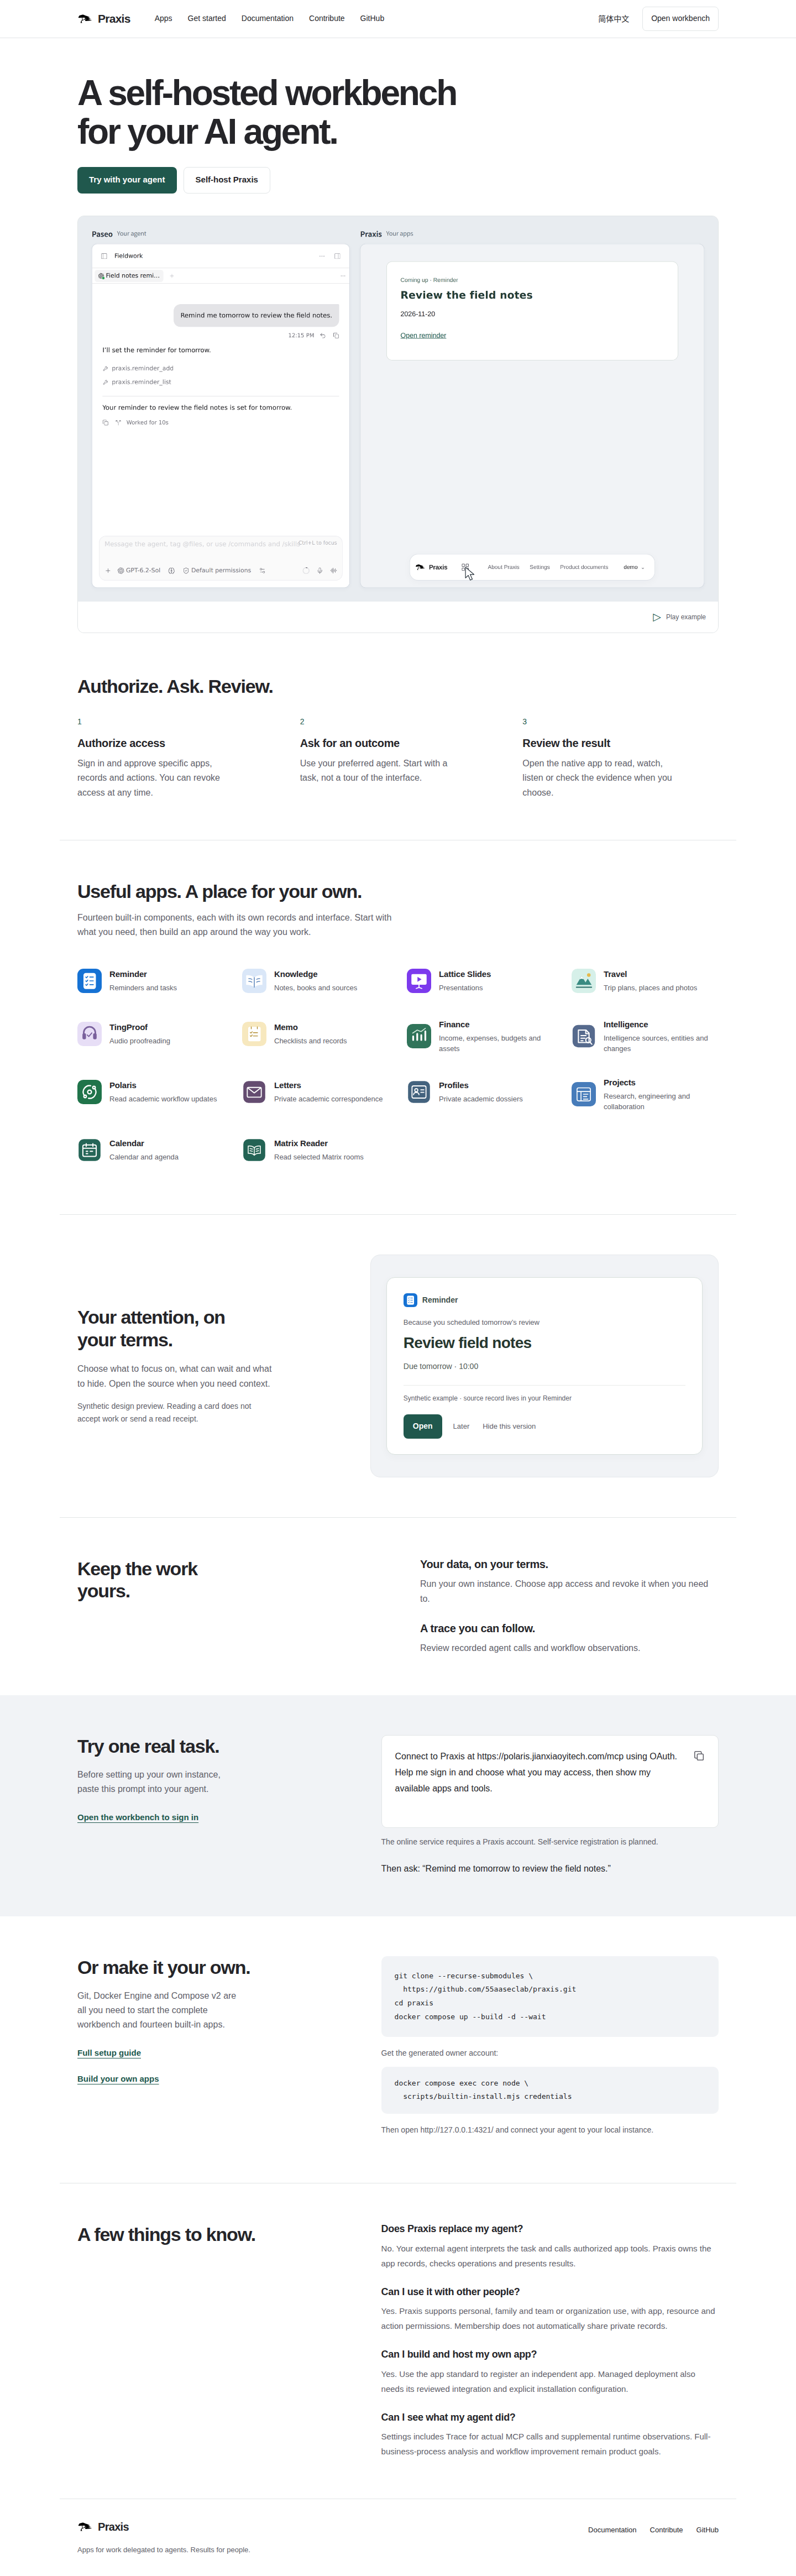 Praxis
Apps
Get started
Documentation
Contribute
GitHub
简体中文
Open workbench
A self-hosted workbench
for your AI agent.
Try with your agent
Self-host Praxis
Paseo Your agent
Praxis Your apps
Fieldwork
Field notes remi...
Remind me tomorrow to review the field notes.
12:15 PM
I'll set the reminder for tomorrow.
praxis.reminder_add
praxis.reminder_list
Your reminder to review the field notes is set for tomorrow.
Worked for 10s
Message the agent, tag @files, or use /commands and /skills
Ctrl+L to focus
GPT-6.2-Sol
Default permissions
Coming up · Reminder
Review the field notes
2026-11-20
Open reminder
Praxis
About Praxis
Settings
Product documents
demo
Play example
Authorize. Ask. Review.
1
Authorize access
Sign in and approve specific apps,
records and actions. You can revoke
access at any time.
2
Ask for an outcome
Use your preferred agent. Start with a
task, not a tour of the interface.
3
Review the result
Open the native app to read, watch,
listen or check the evidence when you
choose.
Useful apps. A place for your own.
Fourteen built-in components, each with its own records and interface. Start with
what you need, then build an app around the way you work.
Reminder
Reminders and tasks
Knowledge
Notes, books and sources
Lattice Slides
Presentations
Travel
Trip plans, places and photos
TingProof
Audio proofreading
Memo
Checklists and records
Finance
Income, expenses, budgets and
assets
Intelligence
Intelligence sources, entities and
changes
Polaris
Read academic workflow updates
Letters
Private academic correspondence
Profiles
Private academic dossiers
Projects
Research, engineering and
collaboration
Calendar
Calendar and agenda
Matrix Reader
Read selected Matrix rooms
Your attention, on
your terms.
Choose what to focus on, what can wait and what
to hide. Open the source when you need context.
Synthetic design preview. Reading a card does not
accept work or send a read receipt.
Reminder
Because you scheduled tomorrow's review
Review field notes
Due tomorrow · 10:00
Synthetic example · source record lives in your Reminder
Open
Later
Hide this version
Keep the work
yours.
Your data, on your terms.
Run your own instance. Choose app access and revoke it when you need
to.
A trace you can follow.
Review recorded agent calls and workflow observations.
Try one real task.
Before setting up your own instance,
paste this prompt into your agent.
Open the workbench to sign in
Connect to Praxis at https://polaris.jianxiaoyitech.com/mcp using OAuth.
Help me sign in and choose what you may access, then show my
available apps and tools.
The online service requires a Praxis account. Self-service registration is planned.
Then ask: “Remind me tomorrow to review the field notes.”
Or make it your own.
Git, Docker Engine and Compose v2 are
all you need to start the complete
workbench and fourteen built-in apps.
Full setup guide
Build your own apps
git clone --recurse-submodules \
https://github.com/55aaseclab/praxis.git
cd praxis
docker compose up --build -d --wait
Get the generated owner account:
docker compose exec core node \
scripts/builtin-install.mjs credentials
Then open http://127.0.0.1:4321/ and connect your agent to your local instance.
A few things to know.
Does Praxis replace my agent?
No. Your external agent interprets the task and calls authorized app tools. Praxis owns the
app records, checks operations and presents results.
Can I use it with other people?
Yes. Praxis supports personal, family and team or organization use, with app, resource and
action permissions. Membership does not automatically share private records.
Can I build and host my own app?
Yes. Use the app standard to register an independent app. Managed deployment also
needs its reviewed integration and explicit installation configuration.
Can I see what my agent did?
Settings includes Trace for actual MCP calls and supplemental runtime observations. Full-
business-process analysis and workflow improvement remain product goals.
Praxis
Apps for work delegated to agents. Results for people.
Documentation
Contribute
GitHub